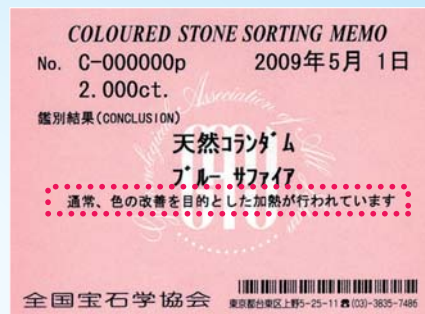 COLOURED STONE SORTING MEMO
No. C-000000p 2009年5月 1日
2.000ct.
鑑別結果(CONCLUSION)
天然コランダム
ブルー サファイア
通常、色の改善を目的とした加熱が行われています
全国宝石学協会 東京都台東区上野5-25-11☎(03)-3835-7486